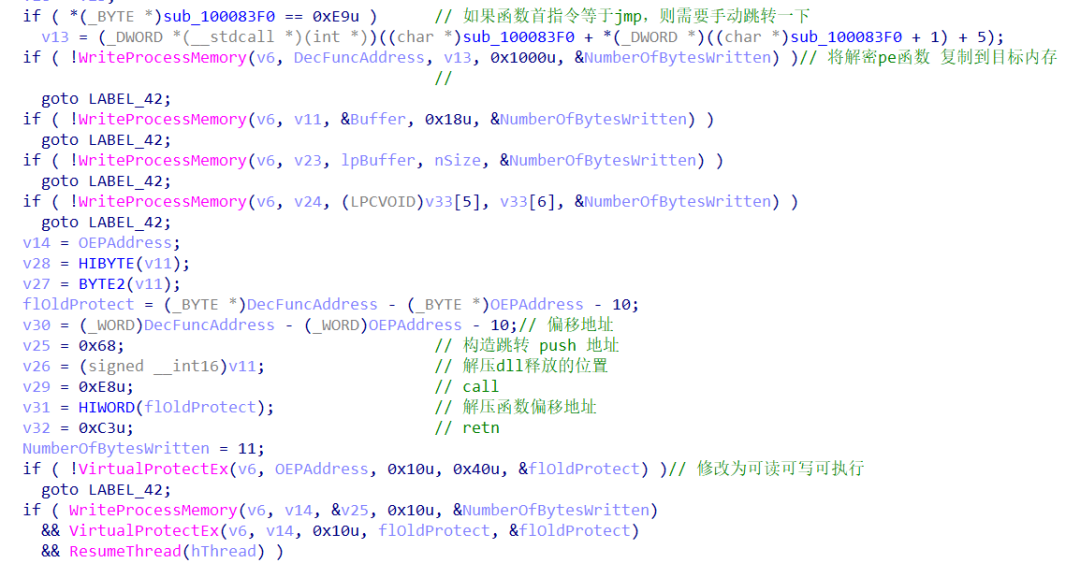 if ( *(_BYTE *)sub_100083F0 == 0xE9u ) // 如果函数首指令等于jmp，则需要手动跳转一下
v13 = (_DWORD *(__stdcall *)(int *))((char *)sub_100083F0 + *(_DWORD *)((char *)sub_100083F0 + 1) + 5);
if ( !WriteProcessMemory(v6, DecFuncAddress, v13, 0x1000u, &NumberOfBytesWritten) )// 将解密pe函数 复制到目标内存
//
goto LABEL_42;
if ( !WriteProcessMemory(v6, v11, &Buffer, 0x18u, &NumberOfBytesWritten) )
goto LABEL_42;
if ( !WriteProcessMemory(v6, v23, lpBuffer, nSize, &NumberOfBytesWritten) )
goto LABEL_42;
if ( !WriteProcessMemory(v6, v24, (LPCVOID)v33[5], v33[6], &NumberOfBytesWritten) )
goto LABEL_42;
v14 = OEPAddress;
v28 = HIBYTE(v11);
v27 = BYTE2(v11);
flOldProtect = (_BYTE *)DecFuncAddress - (_BYTE *)OEPAddress - 10;
v30 = (_WORD)DecFuncAddress - (_WORD)OEPAddress - 10;// 偏移地址
v25 = 0x68; // 构造跳转 push 地址
v26 = (signed __int16)v11; // 解压dll释放的位置
v29 = 0xE8u; // call
v31 = HIWORD(flOldProtect); // 解压函数偏移地址
v32 = 0xC3u; // retn
NumberOfBytesWritten = 11;
if ( !VirtualProtectEx(v6, OEPAddress, 0x10u, 0x40u, &flOldProtect) )// 修改为可读可写可执行
goto LABEL_42;
if ( WriteProcessMemory(v6, v14, &v25, 0x10u, &NumberOfBytesWritten)
&& VirtualProtectEx(v6, v14, 0x10u, flOldProtect, &flOldProtect)
&& ResumeThread(hThread) )